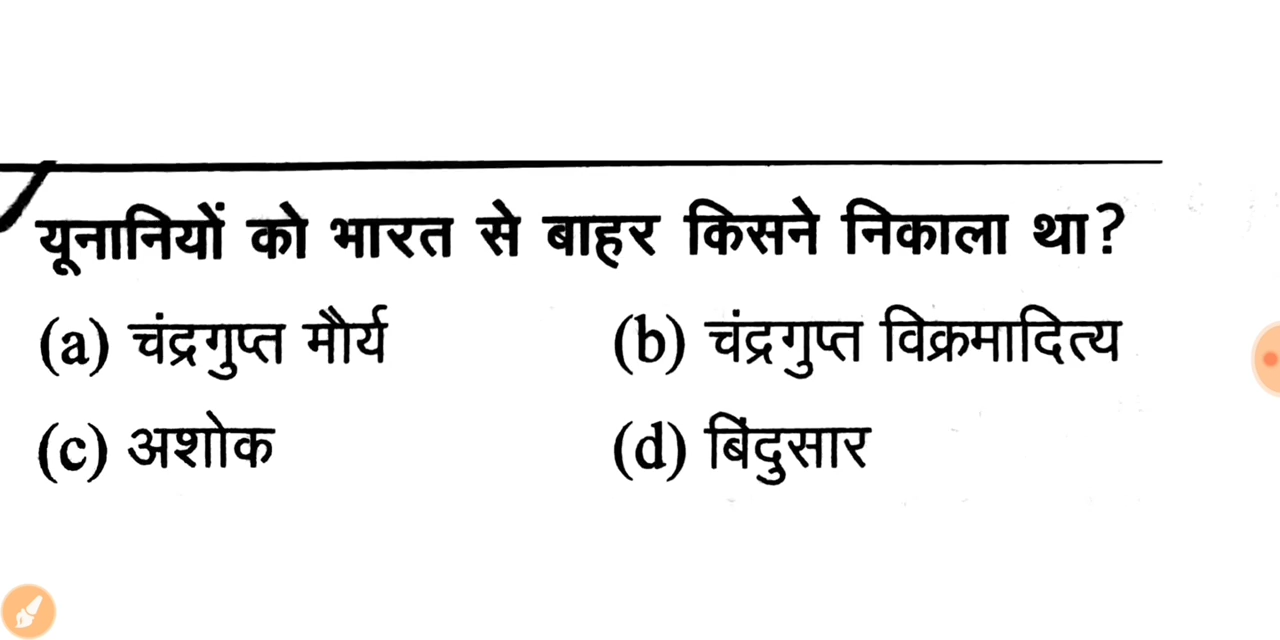 यूनानियों को भारत से बाहर किसने निकाला था?
(a) चंद्रगुप्त मौर्य (b) चंद्रगुप्त विक्रमादित्य
(c) अशोक (d) बिंदुसार